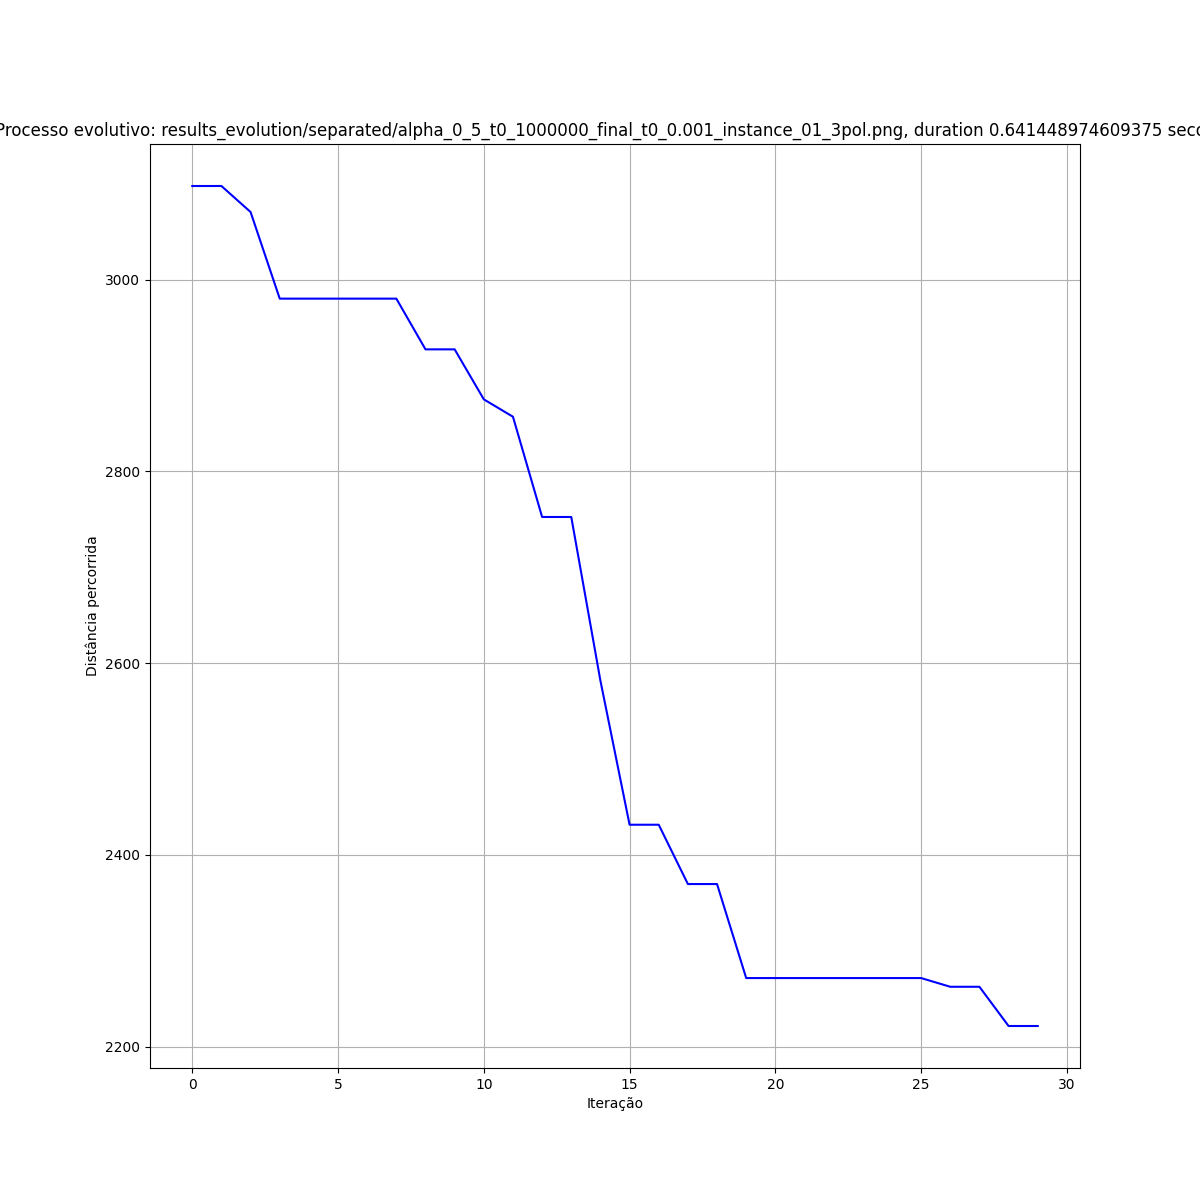 Processo evolutivo: results_evolution/separated/alpha_0_5_t0_1000000_final_t0_0.001_instance_01_3pol.png, duration 0.641448974609375 seco
3000
2800
2600
2400
2200
Distância percorrida
0 5 10 15 20 25 30
Iteração